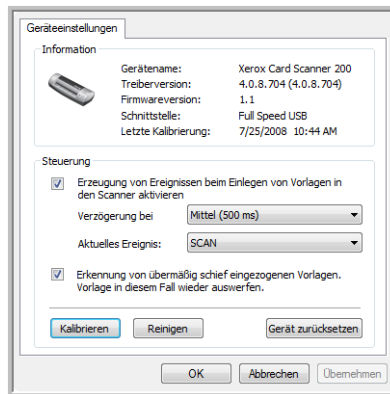 Geräteeinstellungen
Information
Gerätename: Xerox Card Scanner 200
Treiberversion: 4.0.8.704 (4.0.8.704)
Firmwareversion: 1.1
Schnittstelle: Full Speed USB
Letzte Kalibrierung: 7/25/2008 10:44 AM
Steuerung
Erzeugung von Ereignissen beim Einlegen von Vorlagen in
den Scanner aktivieren
Verzögerung bei Mittel (500 ms)
Aktuelles Ereignis: SCAN
Erkennung von übermäßig schief eingezogenen Vorlagen.
Vorlage in diesem Fall wieder auswerfen.
Kalibrieren Reinigen Gerät zurücksetzen
OK Abbrechen Übernehmen